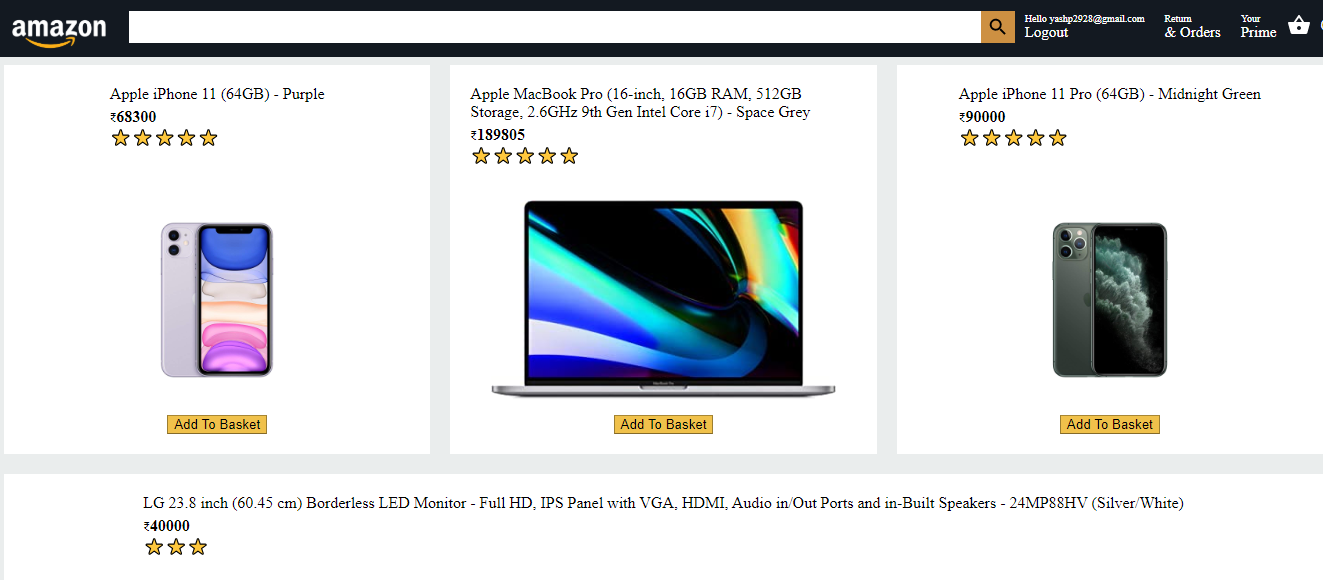 amazon
Hello yashp2928@gmail.com
Logout
Return
& Orders
Your
Prime
Apple iPhone 11 (64GB) - Purple
₹68300
Apple MacBook Pro (16-inch, 16GB RAM, 512GB
Storage, 2.6GHz 9th Gen Intel Core i7) - Space Grey
₹189805
Apple iPhone 11 Pro (64GB) - Midnight Green
₹90000
Add To Basket
Add To Basket
Add To Basket
LG 23.8 inch (60.45 cm) Borderless LED Monitor - Full HD, IPS Panel with VGA, HDMI, Audio in/Out Ports and in-Built Speakers - 24MP88HV (Silver/White)
₹40000